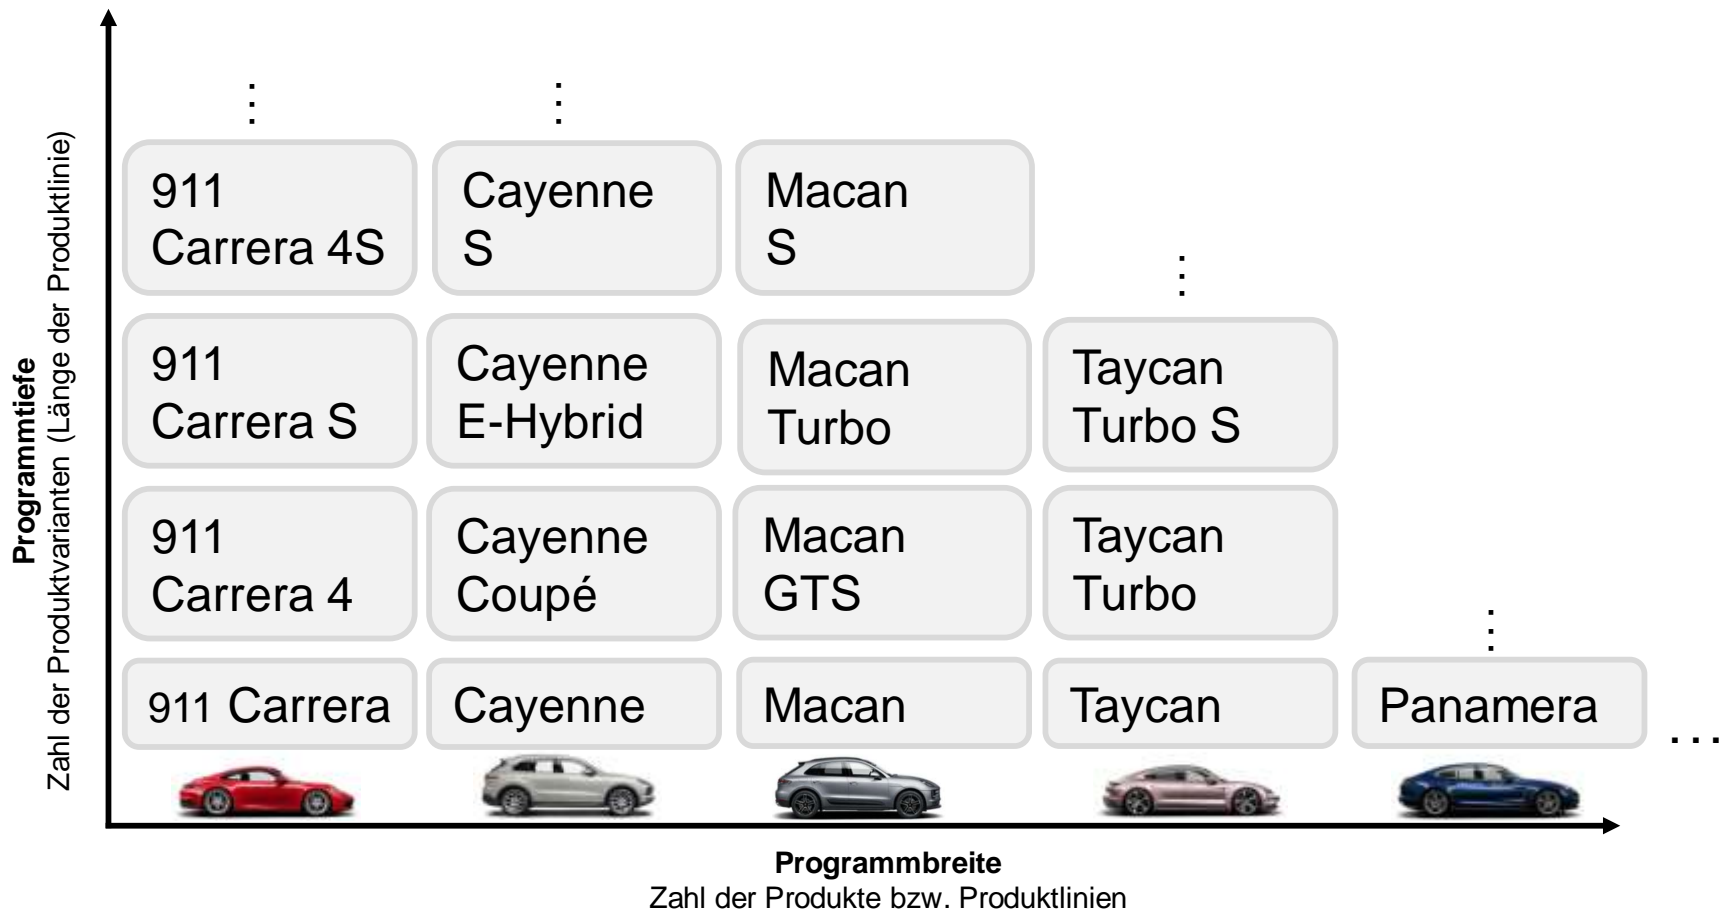 Programmtiefe
Zahl der Produktvarianten (Länge der Produktlinie)
⋮
⋮
911
Carrera 4S
Cayenne
S
Macan
S
⋮
911
Carrera S
Cayenne
E-Hybrid
Macan
Turbo
Taycan
Turbo S
911
Carrera 4
Cayenne
Coupé
Macan
GTS
Taycan
Turbo
⋮
911 Carrera
Cayenne
Macan
Taycan
Panamera
...
Programmbreite
Zahl der Produkte bzw. Produktlinien